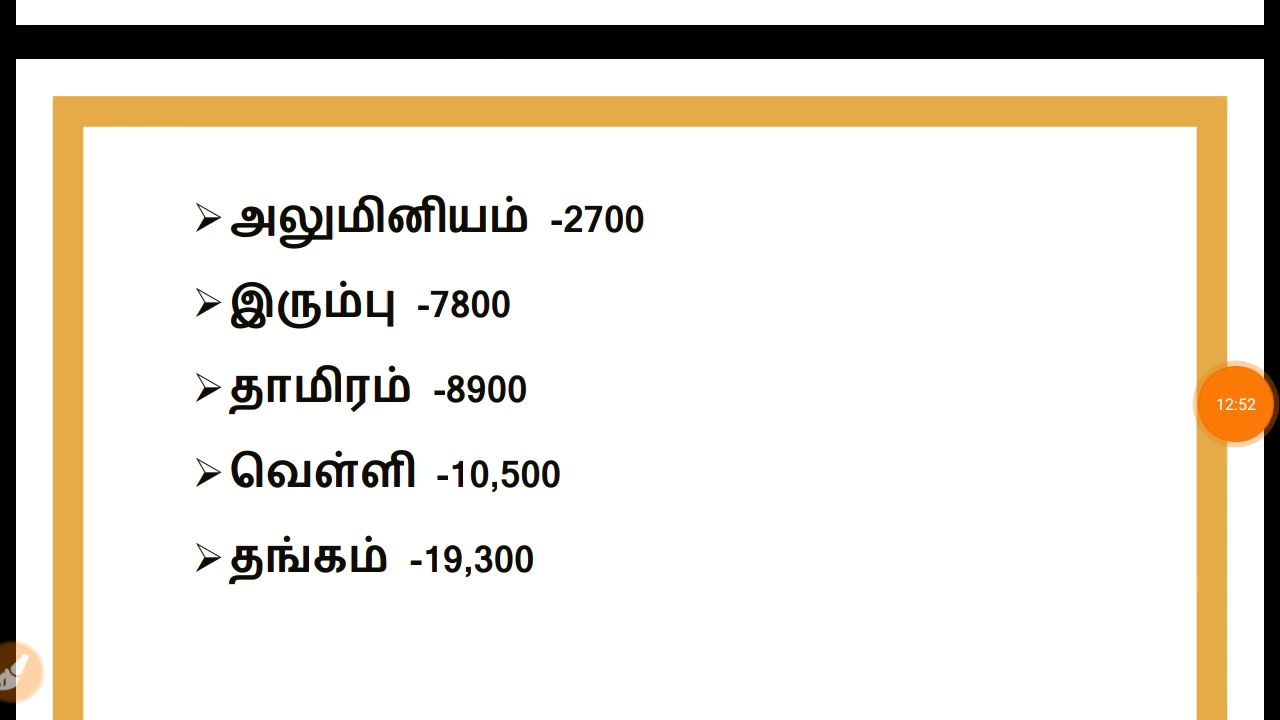 ➢ அலுமினியம் -2700
➢ இரும்பு -7800
➢ தாமிரம் -8900
➢ வெள்ளி -10,500
➢ தங்கம் -19,300
12:52